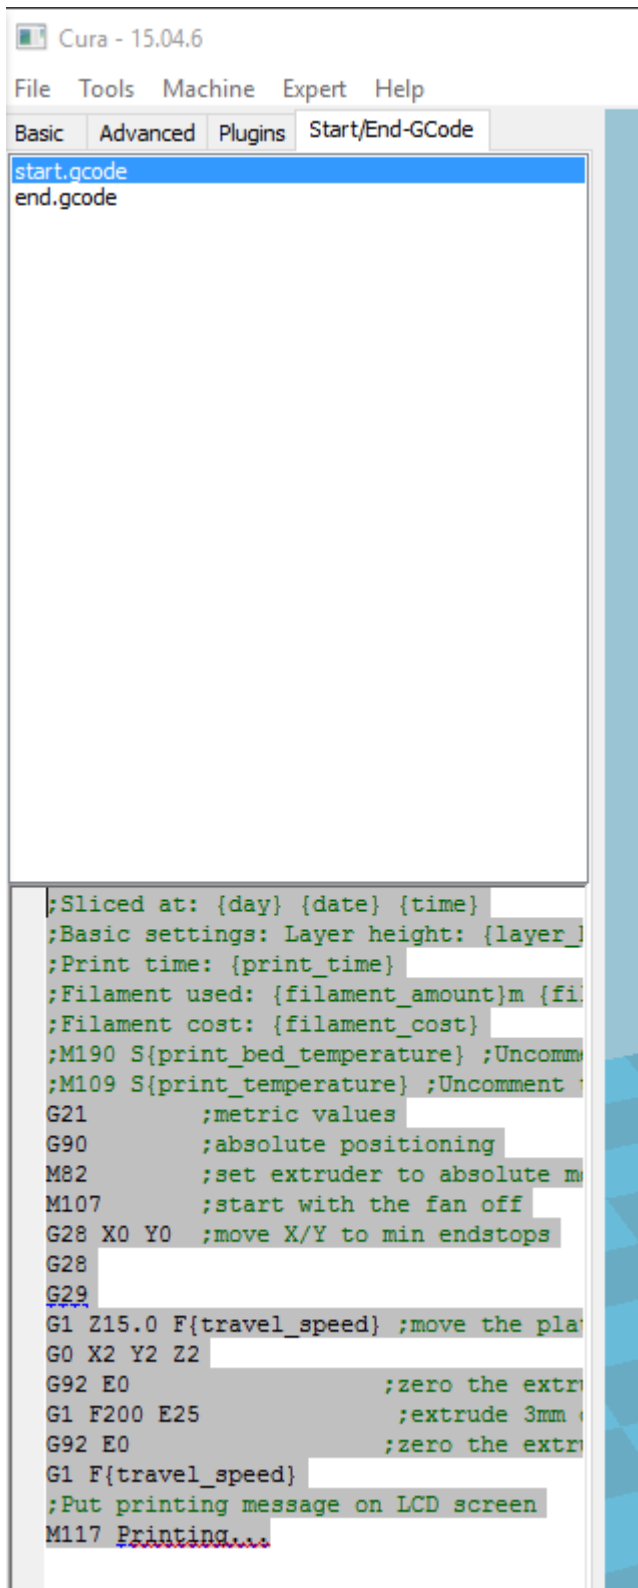 Cura - 15.04.6
File Tools Machine Expert Help
Basic Advanced Plugins Start/End-GCode
start.gcode
end.gcode
;Sliced at: {day} {date} {time}
;Basic settings: Layer height: {layer_
;Print time: {print_time}
;Filament used: {filament_amount}m {fil
;Filament cost: {filament_cost}
;M190 S{print_bed_temperature} ;Uncomm
;M109 S{print_temperature} ;Uncomment
G21 ;metric values
G90 ;absolute positioning
M82 ;set extruder to absolute m
M107 ;start with the fan off
G28 X0 Y0 ;move X/Y to min endstops
G28
G29
G1 Z15.0 F{travel_speed} ;move the pla
G0 X2 Y2 Z2
G92 E0 ;zero the extr
G1 F200 E25 ;extrude 3mm
G92 E0 ;zero the extr
G1 F{travel_speed}
;Put printing message on LCD screen
M117 Printing...